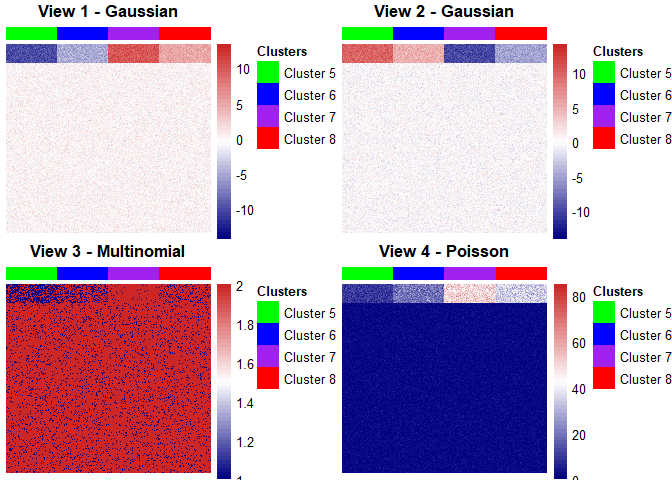 View 1 - Gaussian
Clusters
Cluster 5
Cluster 6
Cluster 7
Cluster 8
10
5
0
-5
-10
View 2 - Gaussian
Clusters
Cluster 5
Cluster 6
Cluster 7
Cluster 8
10
5
0
-5
-10
View 3 - Multinomial
Clusters
Cluster 5
Cluster 6
Cluster 7
Cluster 8
2
1.8
1.6
1.4
1.2
1
View 4 - Poisson
Clusters
Cluster 5
Cluster 6
Cluster 7
Cluster 8
80
60
40
20
0